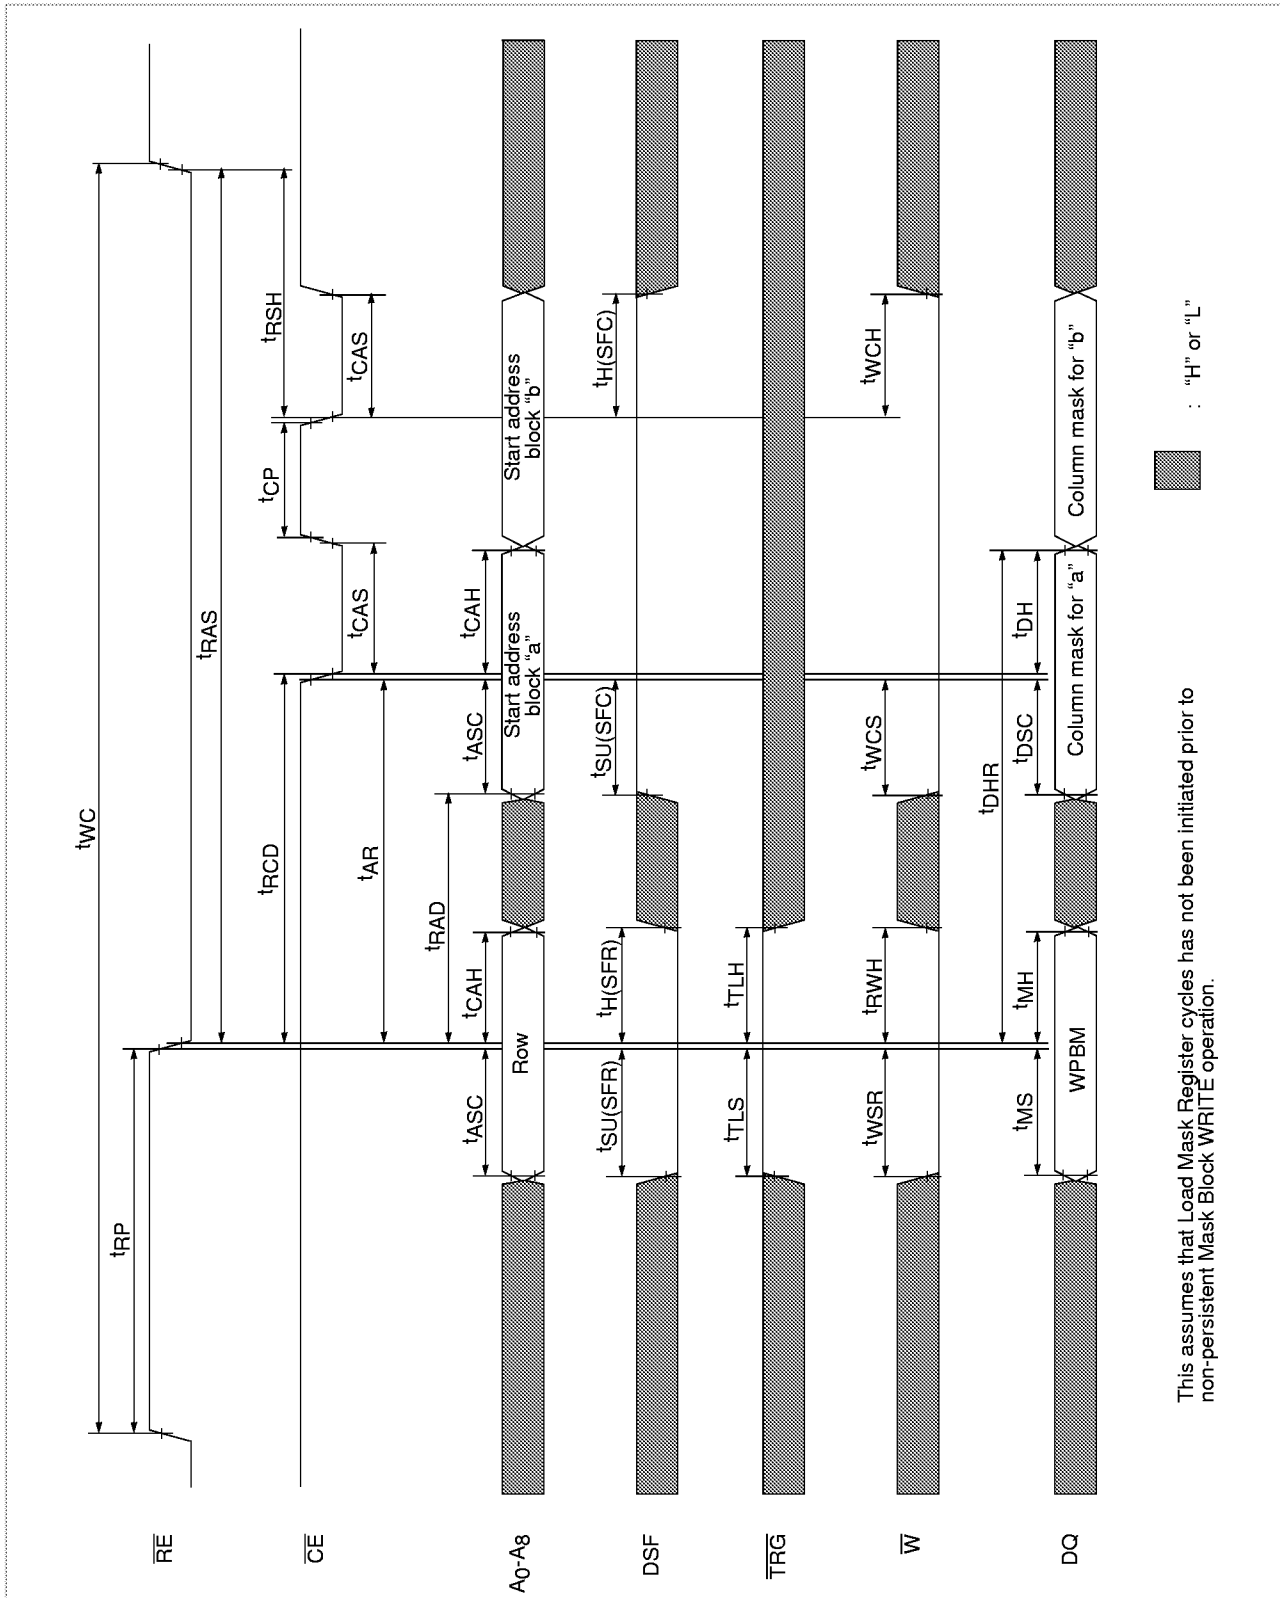 tWC
tRP
tRAS
RE
tRCD
tCP
tRSH
tAR
tCAS
tCAS
CE
tRAD
tASC
tCAH
tASC
tCAH
A0-A8
Row
Start address
block "a"
Start address
block "b"
tSU(SFR)
tH(SFR)
tSU(SFC)
tH(SFC)
DSF
tTLS
tTLH
TRG
tWSR
tRWH
tWCS
tWCH
W
tDHR
tMS
tMH
tDSC
tDH
DQ
WPBM
Column mask for "a"
Column mask for "b"
: "H" or "L"
This assumes that Load Mask Register cycles has not been initiated prior to
non-persistent Mask Block WRITE operation.